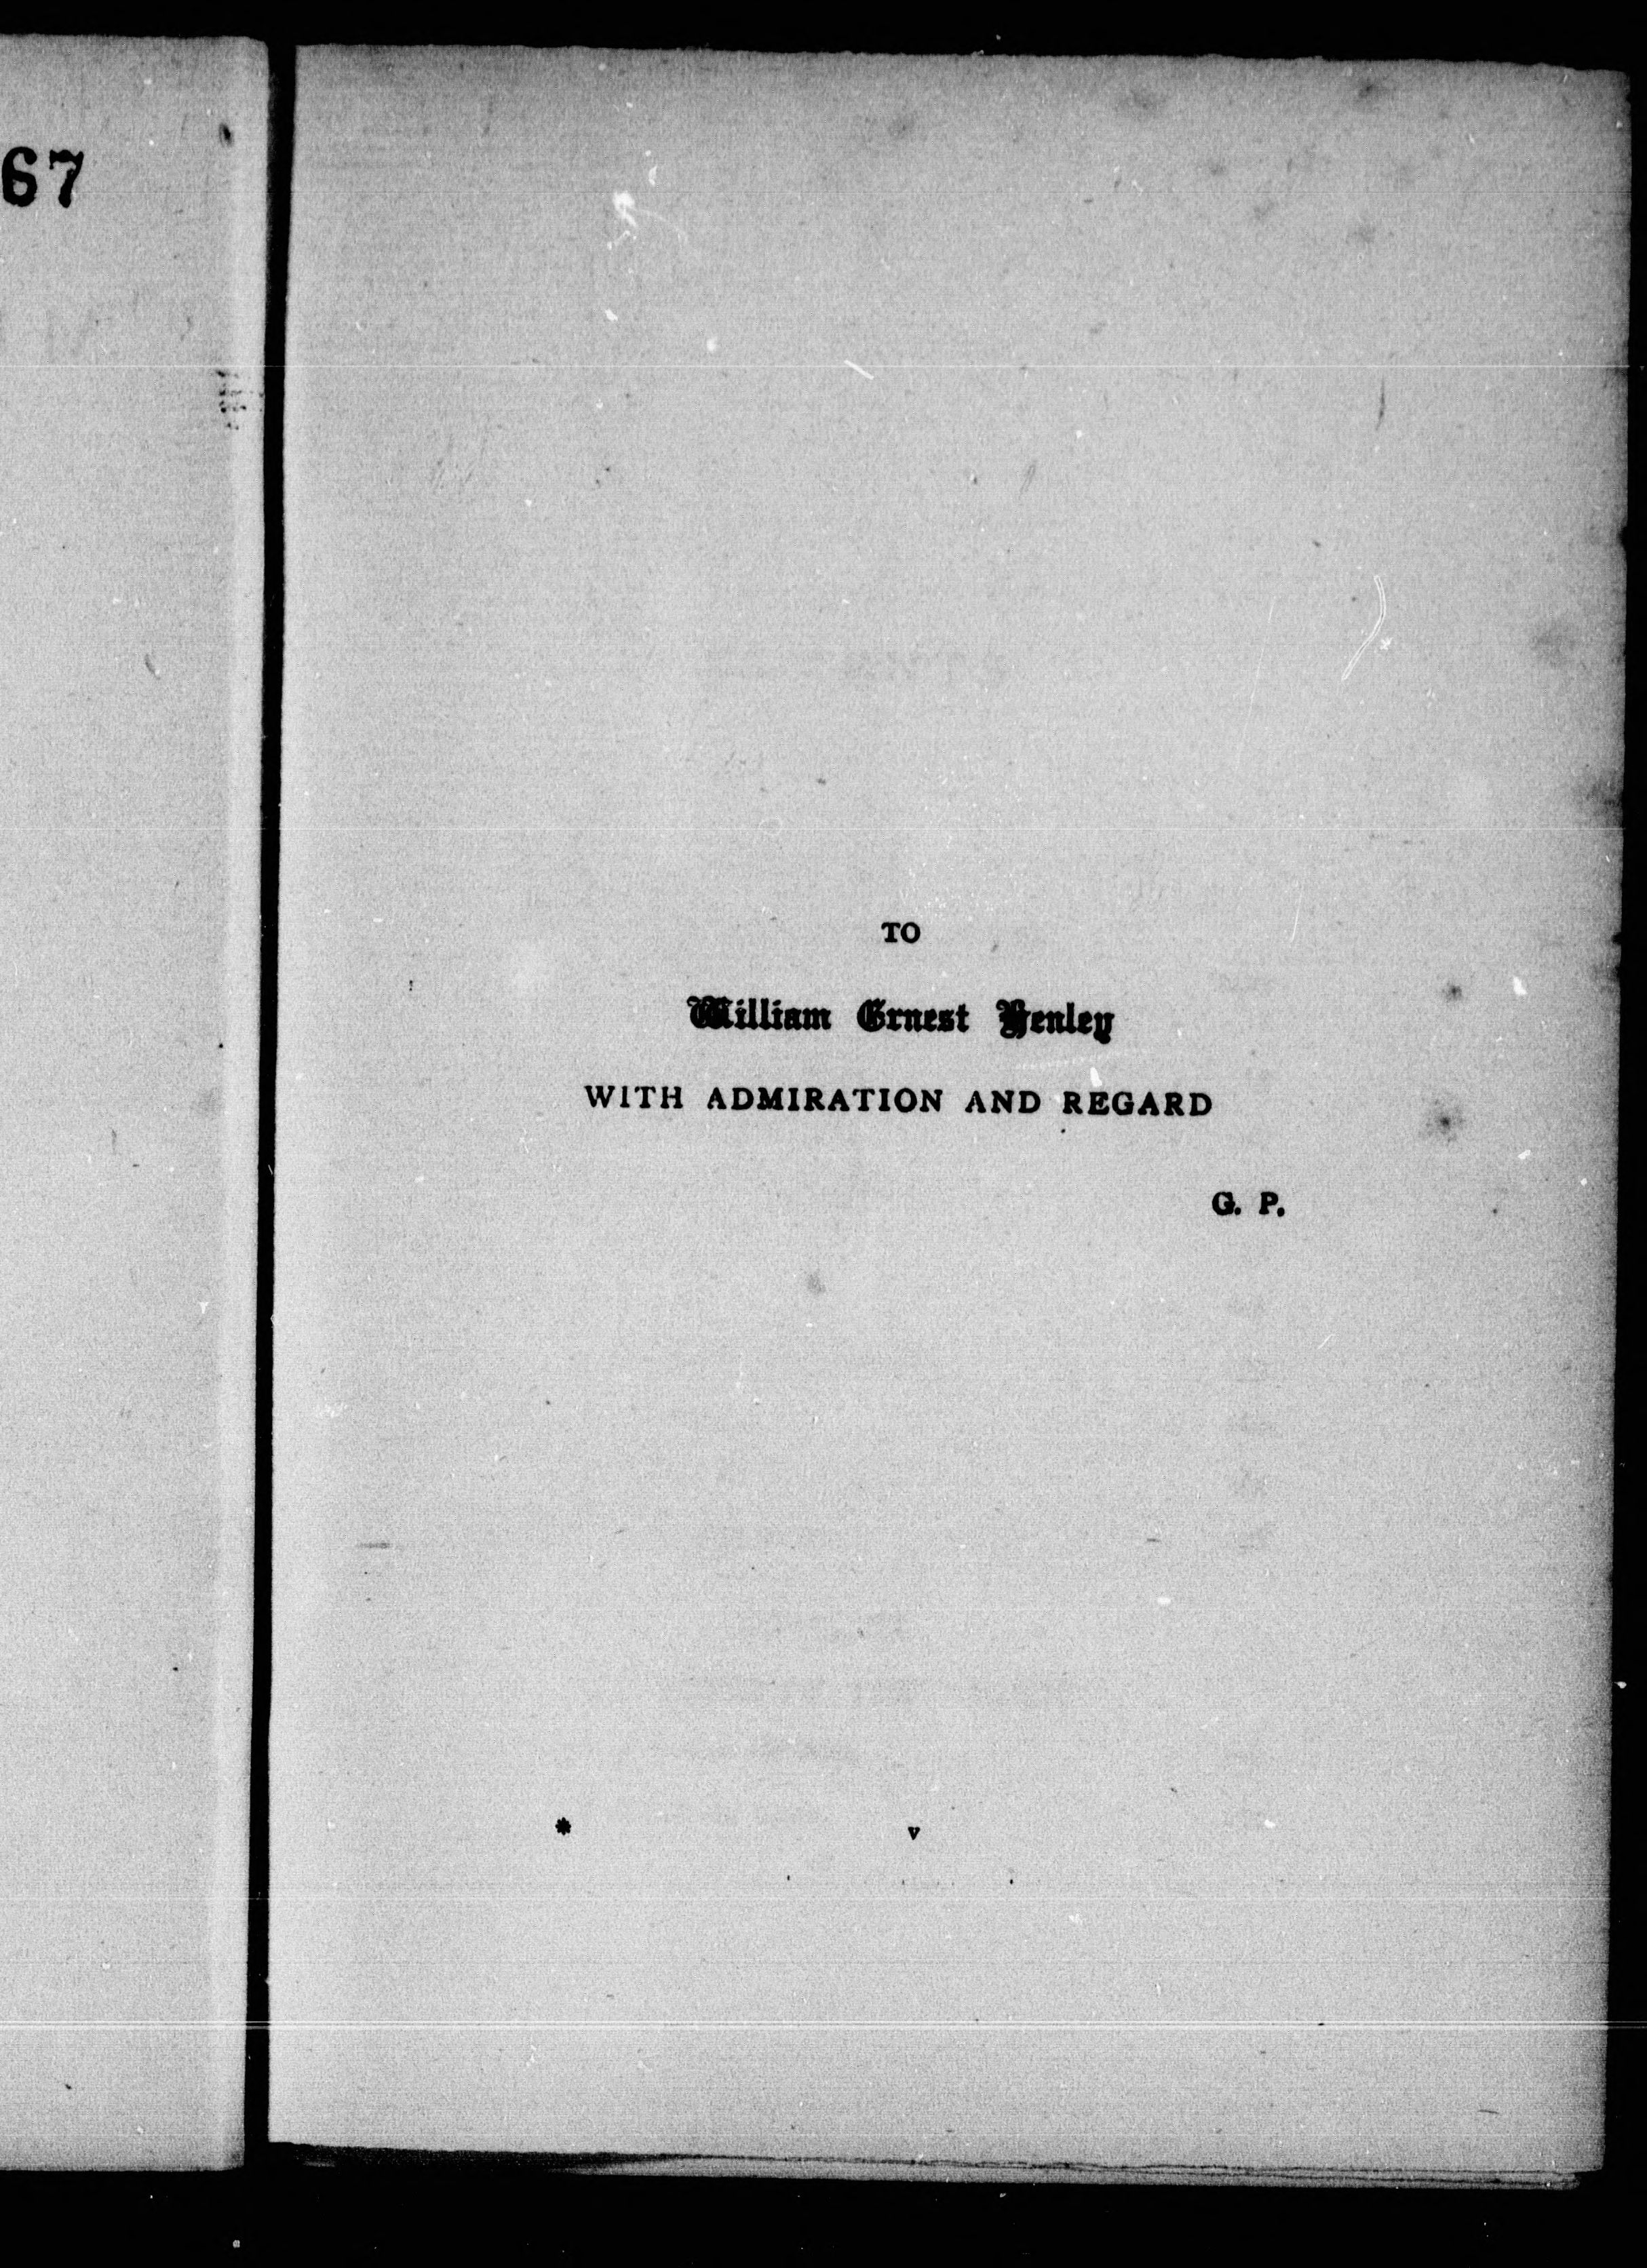 67
TO
William Ernest Henley
WITH ADMIRATION AND REGARD
G. P.
* v